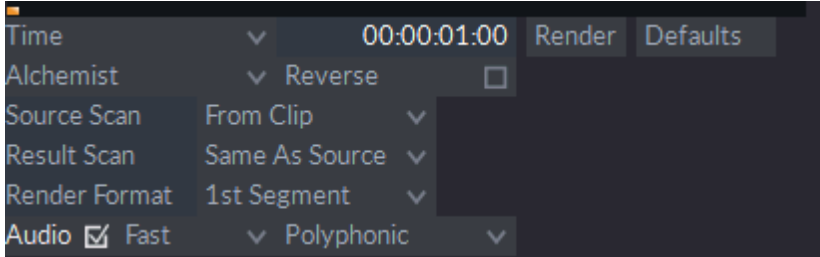 Time 00:00:01:00 Render Defaults
Alchemist Reverse
Source Scan From Clip
Result Scan Same As Source
Render Format 1st Segment
Audio Fast Polyphonic